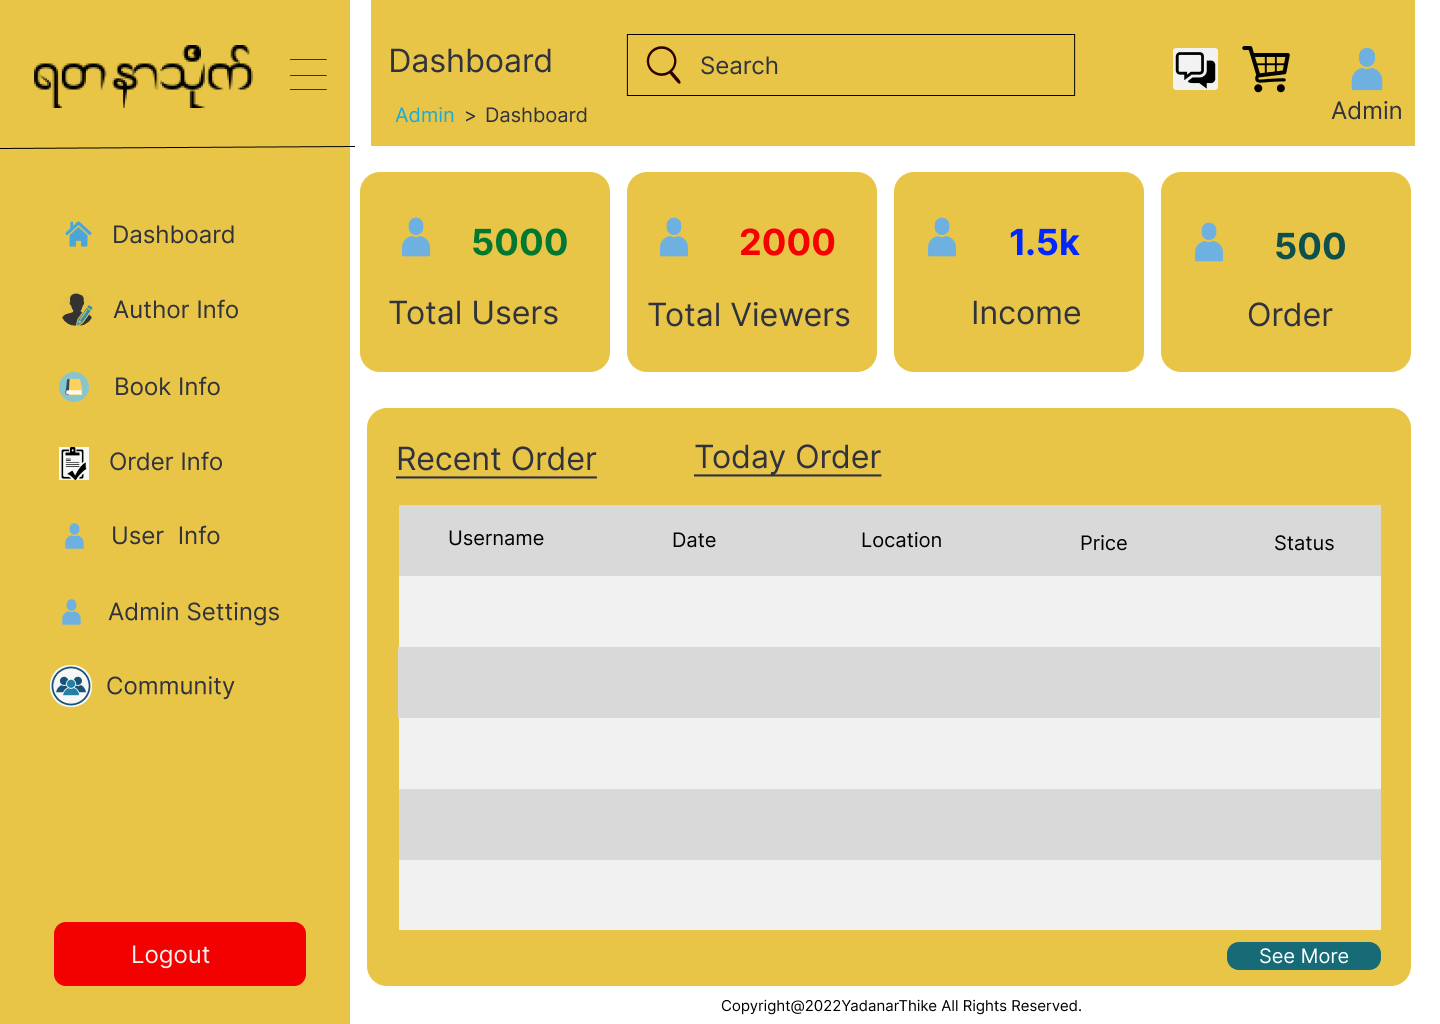 ရတနာသိုက်
Dashboard
Search
Admin > Dashboard
Admin
Dashboard
Author Info
Book Info
Order Info
User Info
Admin Settings
Community
Logout
5000
Total Users
2000
Total Viewers
1.5k
Income
500
Order
Recent Order
Today Order
Username Date Location Price Status
See More
Copyright@2022YadanarThike All Rights Reserved.